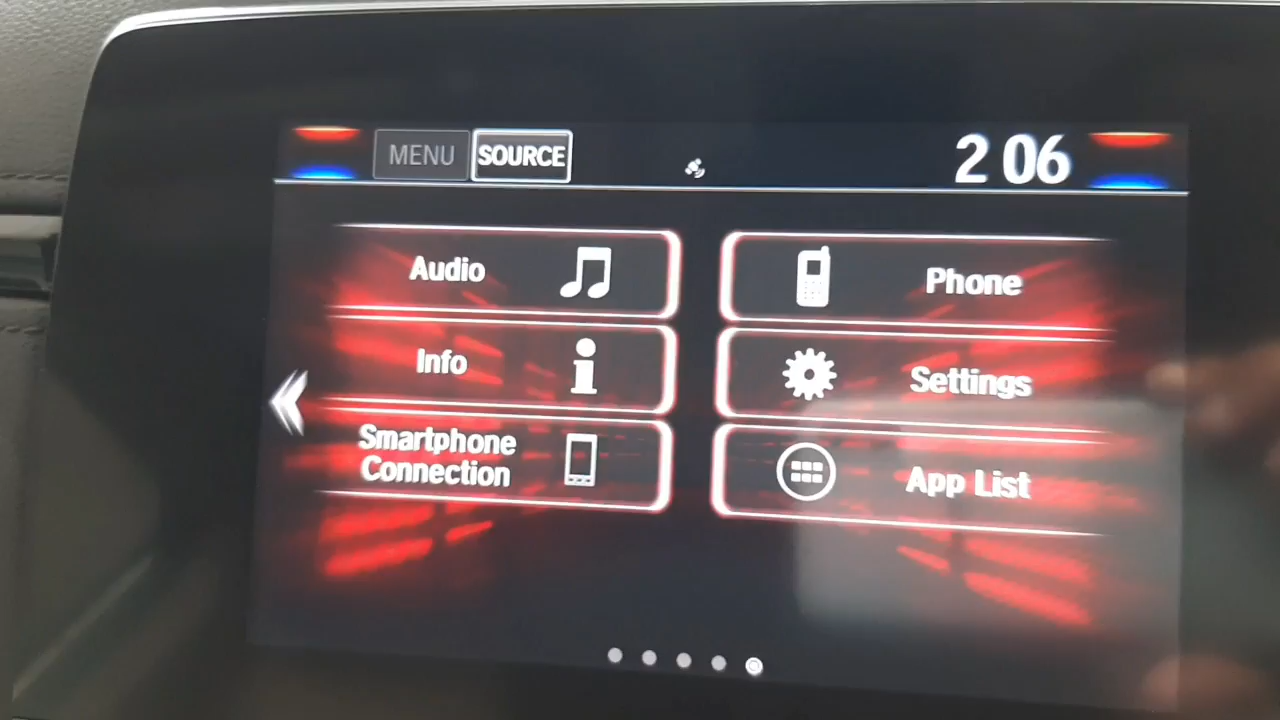 MENU
SOURCE
2 06
Audio
Phone
Info
Settings
Smartphone
Connection
App List